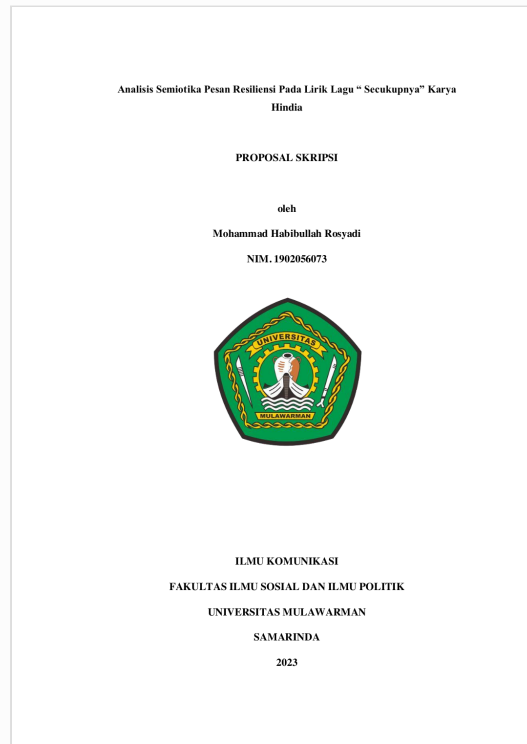 Analisis Semiotika Pesan Resiliensi Pada Lirik Lagu “ Secukupnya” Karya
Hindia
PROPOSAL SKRIPSI
oleh
Mohammad Habibullah Rosyadi
NIM. 1902056073
UNIVERSITAS
MULAWARMAN
ILMU KOMUNIKASI
FAKULTAS ILMU SOSIAL DAN ILMU POLITIK
UNIVERSITAS MULAWARMAN
SAMARINDA
2023